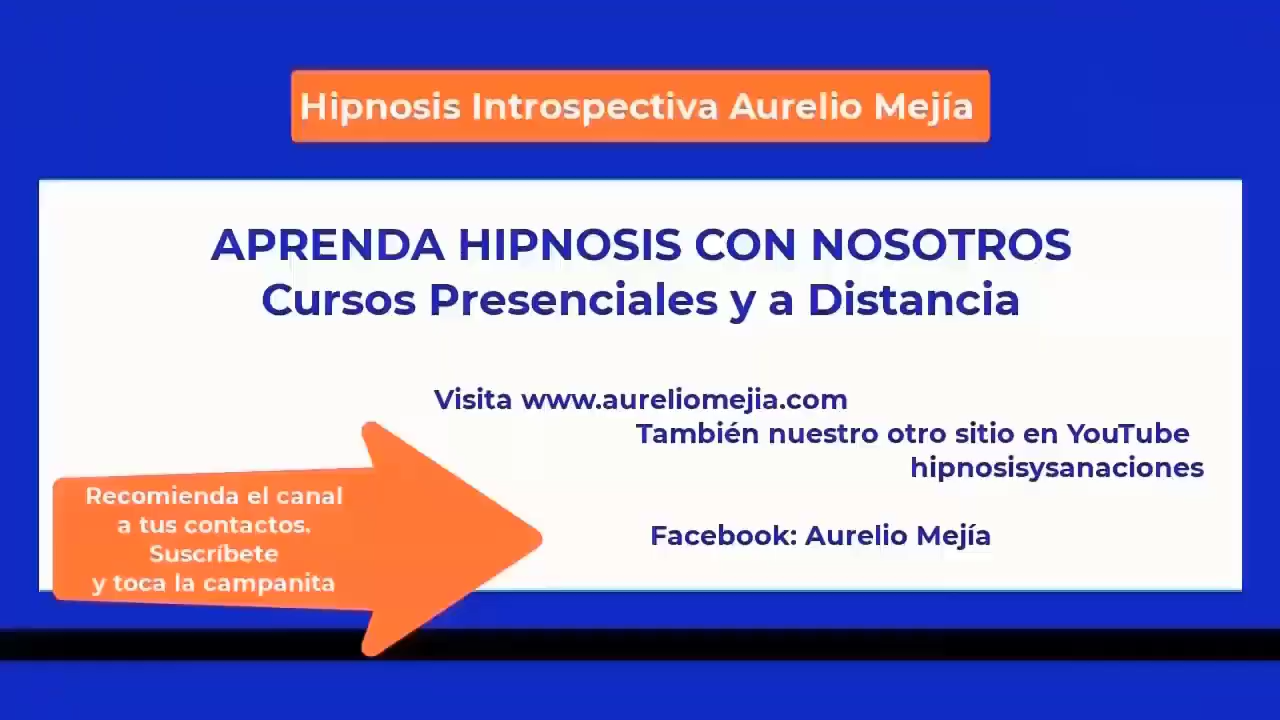 Hipnosis Introspectiva Aurelio Mejía
APRENDA HIPNOSIS CON NOSOTROS
Cursos Presenciales y a Distancia
Visita www.aureliomejia.com
También nuestro otro sitio en YouTube
hipnosisysanaciones
Facebook: Aurelio Mejía
Recomienda el canal
a tus contactos.
Suscríbete
y toca la campanita